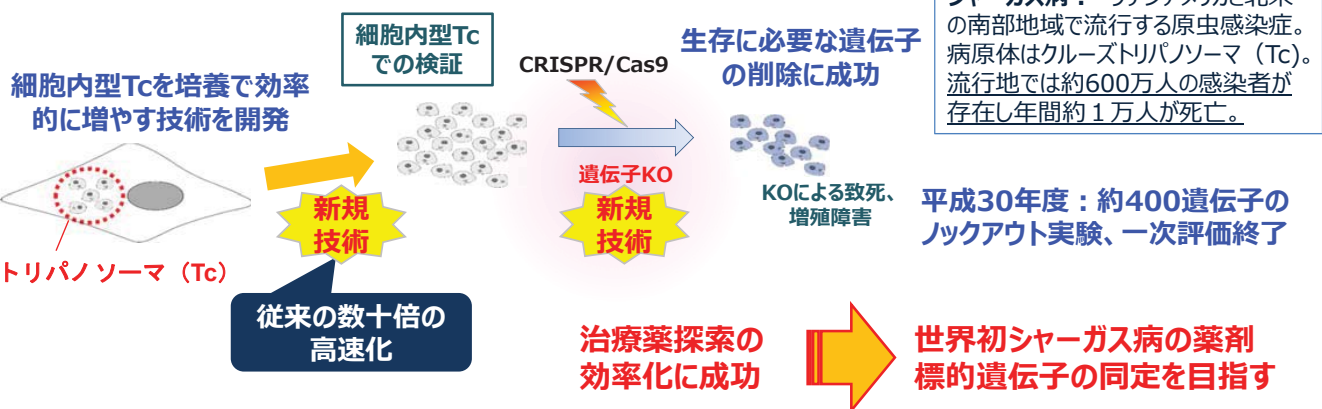 細胞内型Tcを培養で効率
的に増やす技術を開発
トリパノソーマ（Tc）
新規
技術
従来の数十倍の
高速化
細胞内型Tc
での検証
CRISPR/Cas9
遺伝子KO
新規
技術
生存に必要な遺伝子
の削除に成功
KOによる致死、
増殖障害
の南部地域で流行する原虫感染症。
病原体はクルーズトリパノソーマ（Tc）。
流行地では約600万人の感染者が
存在し年間約１万人が死亡。
平成30年度：約400遺伝子の
ノックアウト実験、一次評価終了
治療薬探索の
効率化に成功
世界初シャーガス病の薬剤
標的遺伝子の同定を目指す